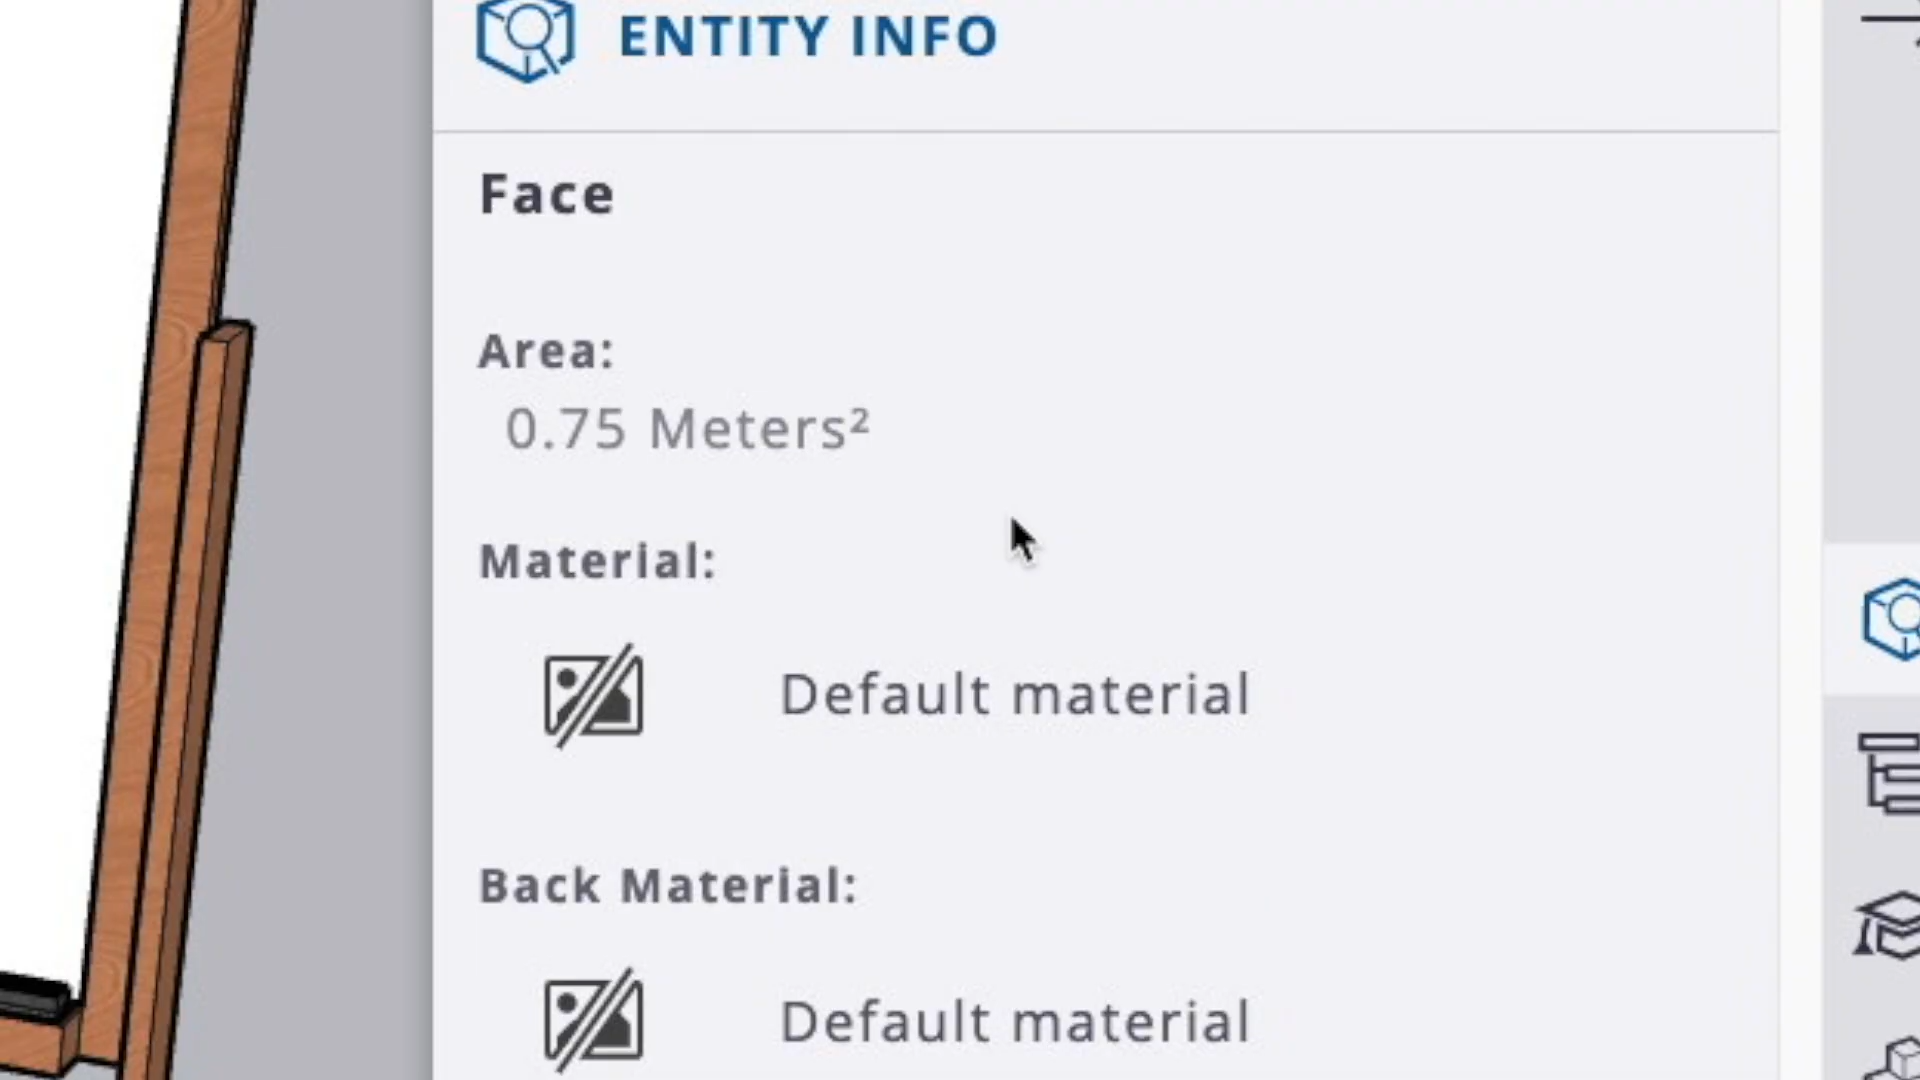 ENTITY INFO
Face
Area:
0.75 Meters²
Material:
Default material
Back Material:
Default material